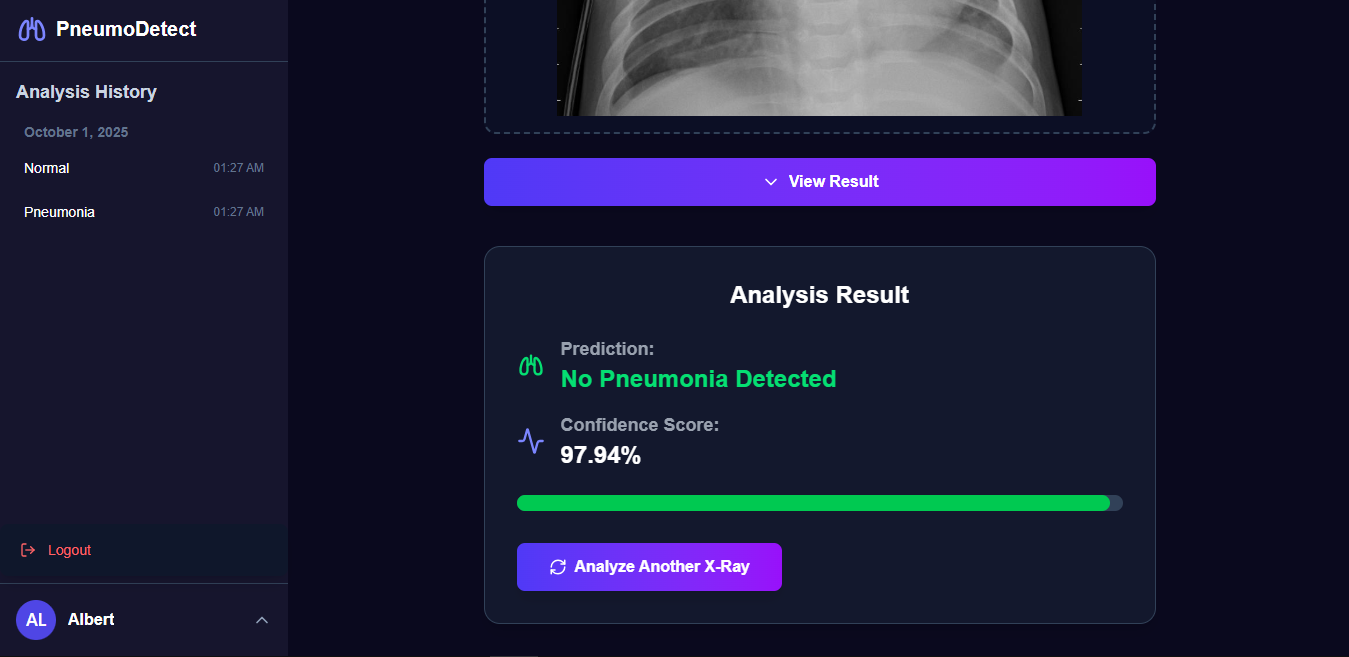 PneumoDetect
Analysis History
October 1, 2025
Normal 01:27 AM
Pneumonia 01:27 AM
Logout
AL Albert
View Result
Analysis Result
Prediction:
No Pneumonia Detected
Confidence Score:
97.94%
Analyze Another X-Ray